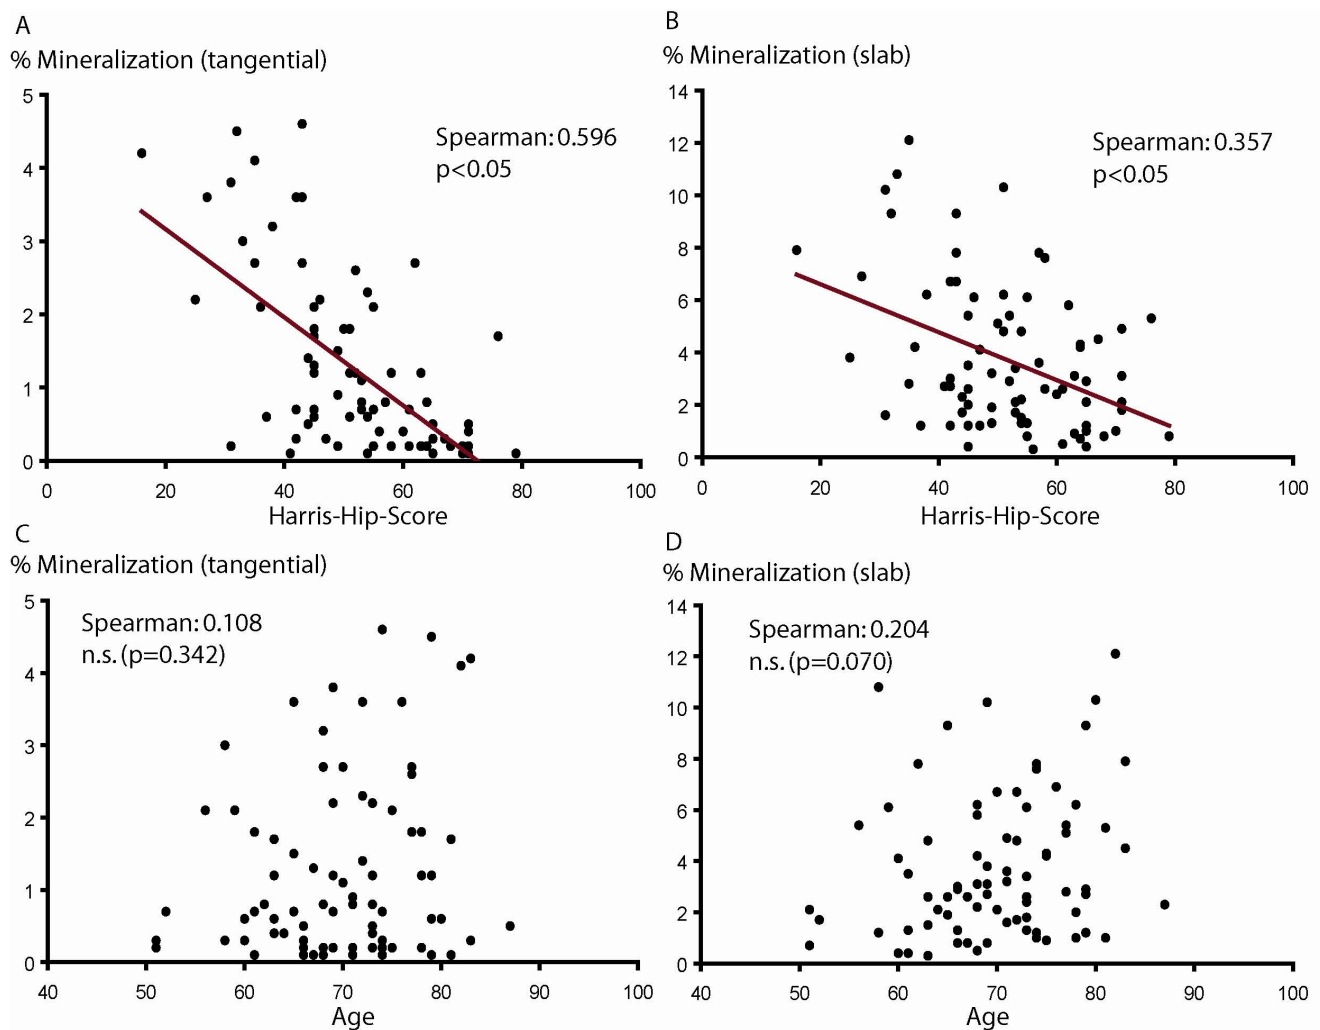 A
% Mineralization (tangential)
5
4
3
2
1
0
Spearman: 0.596
p<0.05
0 20 40 60 80 100
Harris-Hip-Score
B
% Mineralization (slab)
14
12
10
8
6
4
2
0
Spearman: 0.357
p<0.05
0 20 40 60 80 100
Harris-Hip-Score
C
% Mineralization (tangential)
5
4
3
2
1
0
Spearman: 0.108
n.s. (p=0.342)
40 50 60 70 80 90 100
Age
D
% Mineralization (slab)
14
12
10
8
6
4
2
0
Spearman: 0.204
n.s. (p=0.070)
40 50 60 70 80 90 100
Age